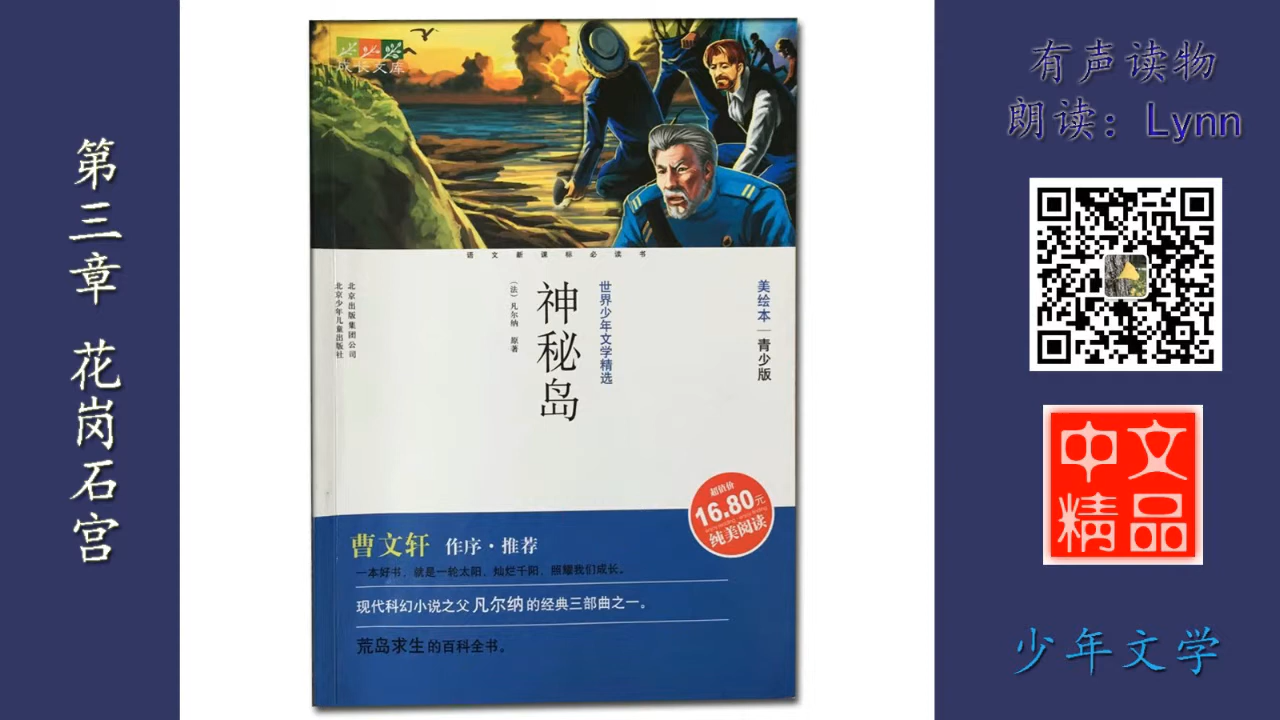 第三章 花岗石宫
成长文库
语文新课标必读书
世界少年文学精选
神秘岛
（法）凡尔纳 原著
美绘本 青少版
北京出版集团公司
北京少年儿童出版社
超值价
16.80元
纯美阅读
曹文轩 作序·推荐
一本好书，就是一轮太阳，灿烂千阳，照耀我们成长。
现代科幻小说之父凡尔纳的经典三部曲之一。
荒岛求生的百科全书。
有声读物
朗读：Lynn
中文
精品
少年文学